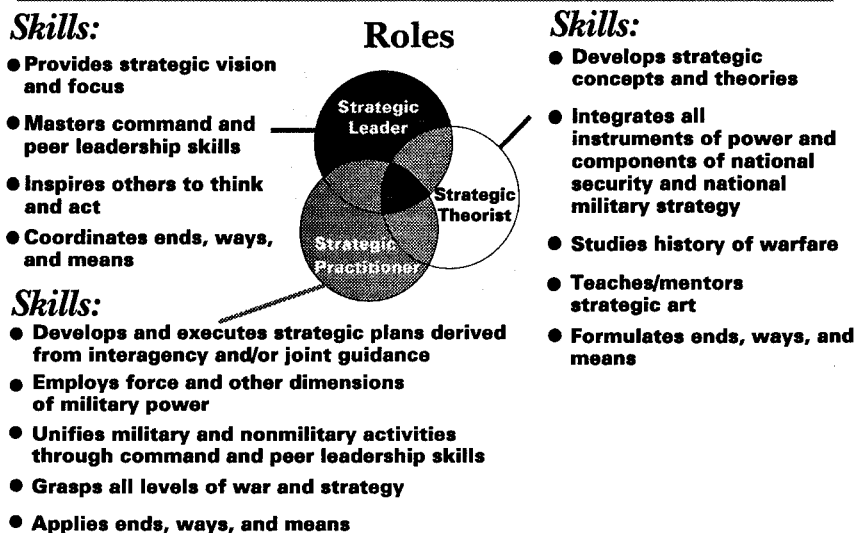 Skills:
● Provides strategic vision
and focus
● Masters command and
peer leadership skills
● Inspires others to think
and act
● Coordinates ends, ways,
and means
Roles
Strategic
Leader
Strategic
Theorist
Strategic
Practitioner
Skills:
● Develops strategic
concepts and theories
● Integrates all
instruments of power and
components of national
security and national
military strategy
● Studies history of warfare
● Teaches/mentors
strategic art
● Formulates ends, ways, and
means
Skills:
● Develops and executes strategic plans derived
from interagency and/or joint guidance
● Employs force and other dimensions
of military power
● Unifies military and nonmilitary activities
through command and peer leadership skills
● Grasps all levels of war and strategy
● Applies ends, ways, and means